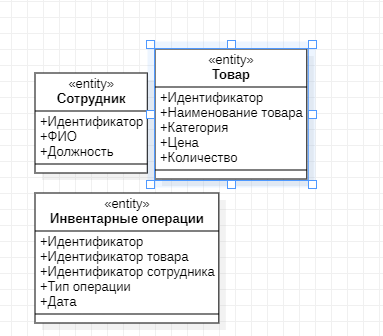 «entity»
Сотрудник
+Идентификатор
+ФИО
+Должность
«entity»
Товар
+Идентификатор
+Наименование товара
+Категория
+Цена
+Количество
«entity»
Инвентарные операции
+Идентификатор
+Идентификатор товара
+Идентификатор сотрудника
+Тип операции
+Дата